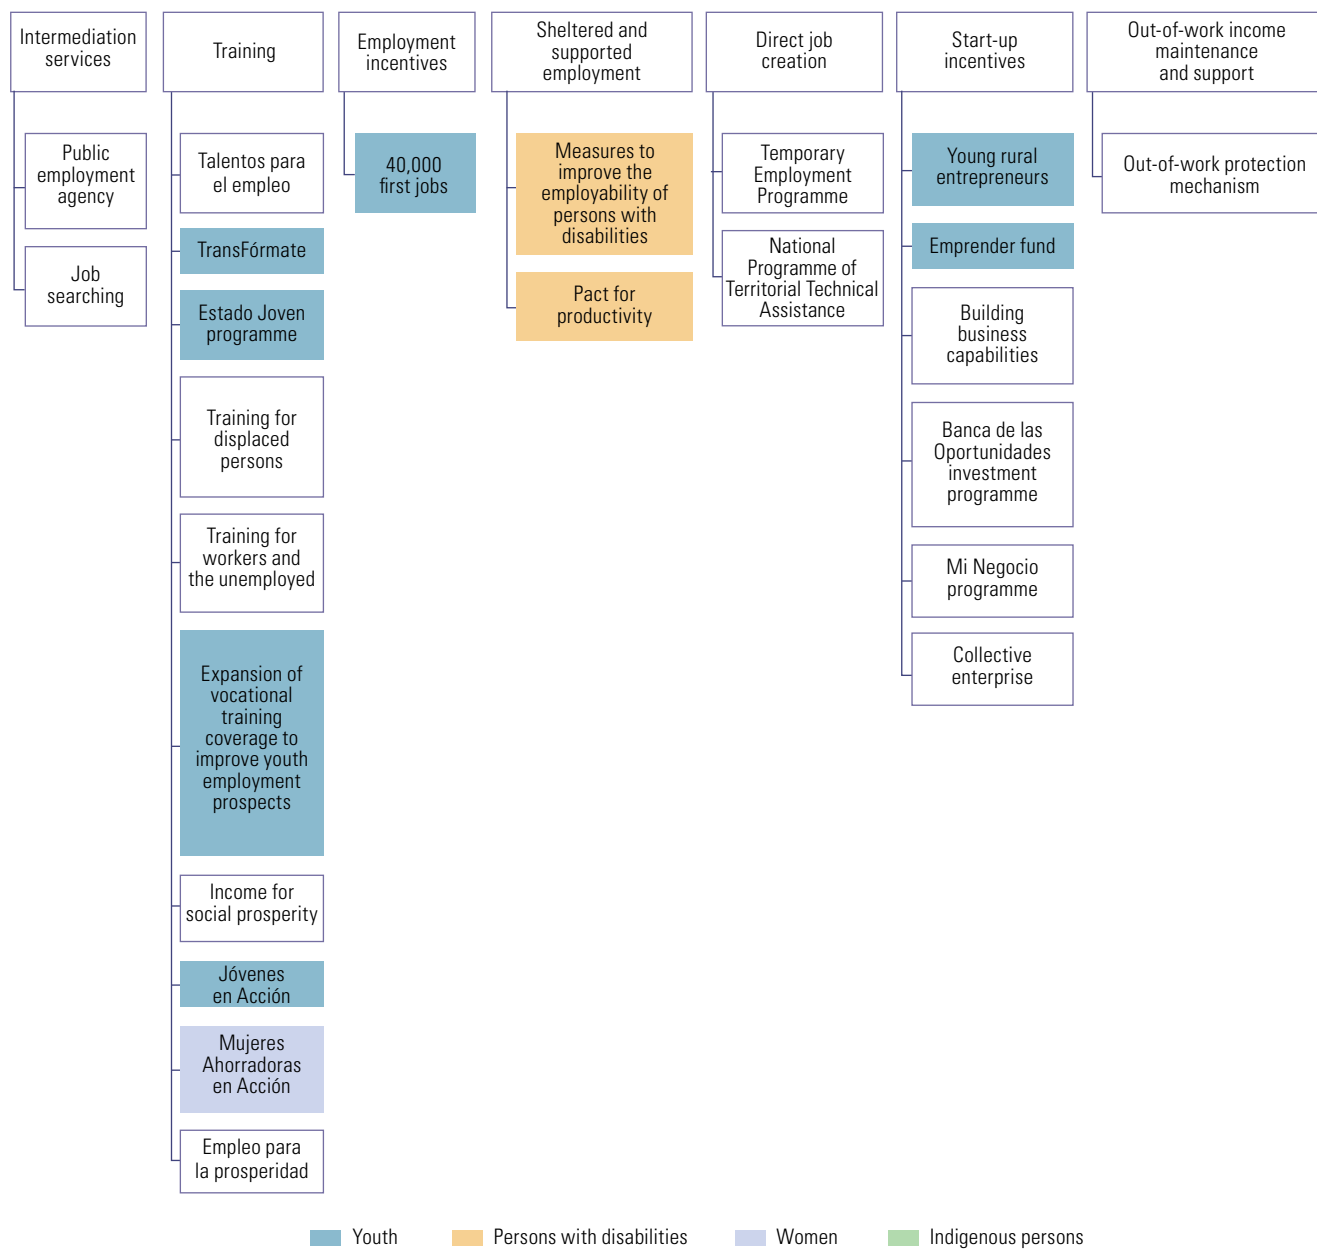 Intermediation
services
Training
Employment
incentives
Sheltered and
supported
employment
Direct job
creation
Start-up
incentives
Out-of-work income
maintenance
and support
Public
employment
agency
Job
searching
Talentos para
el empleo
TransFórmate
Estado Joven
programme
Training for
displaced
persons
Training for
workers and
the unemployed
Expansion of
vocational
training
coverage to
improve youth
employment
prospects
Income for
social prosperity
Jóvenes
en Acción
Mujeres
Ahorradoras
en Acción
Empleo para
la prosperidad
40,000
first jobs
Measures to
improve the
employability of
persons with
disabilities
Pact for
productivity
Temporary
Employment
Programme
National
Programme of
Territorial Technical
Assistance
Young rural
entrepreneurs
Emprender fund
Building
business
capabilities
Banca de las
Oportunidades
investment
programme
Mi Negocio
programme
Collective
enterprise
Out-of-work protection
mechanism
Youth
Persons with disabilities
Women
Indigenous persons